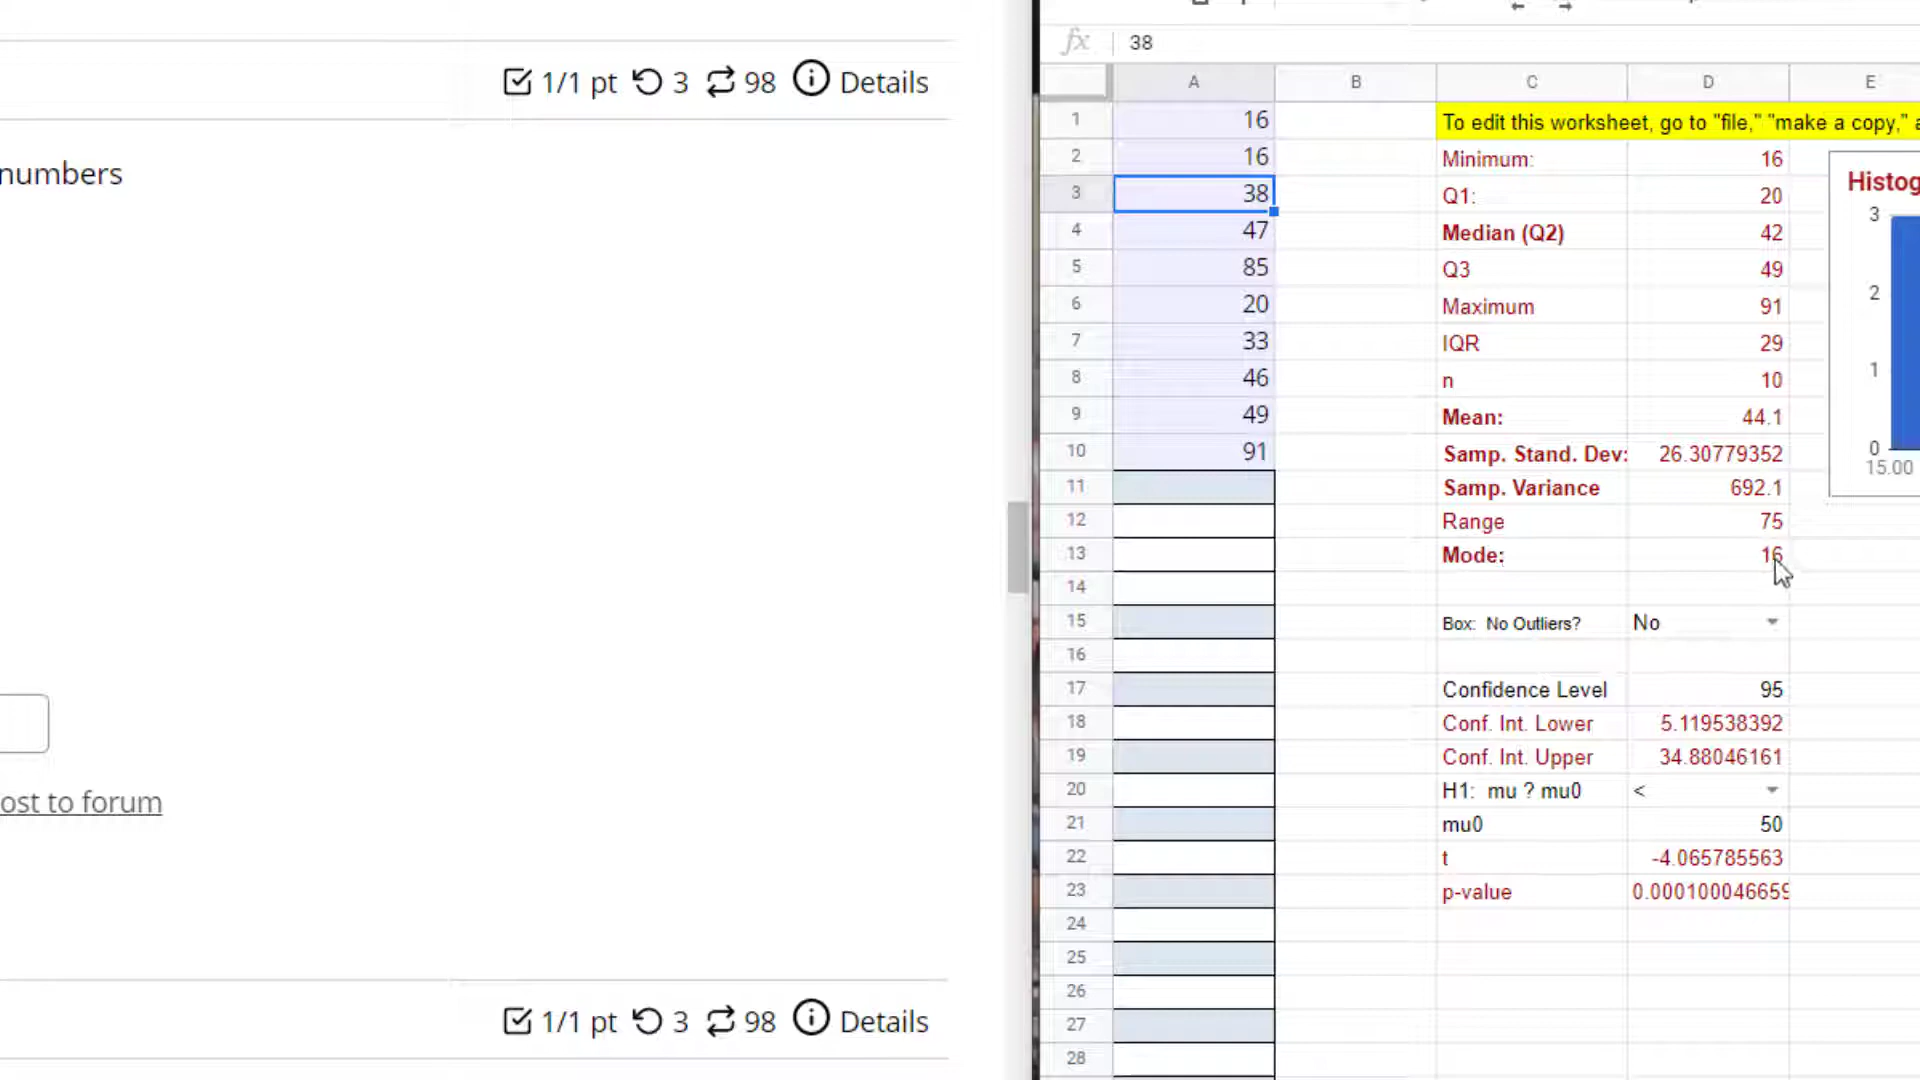 1/1 pt 3 98 Details
numbers
ost to forum
1/1 pt 3 98 Details
fx 38
A B C D E
1 16 To edit this worksheet, go to "file," "make a copy,"
2 16 Minimum: 16
3 38 Q1: 20
4 47 Median (Q2) 42
5 85 Q3 49
6 20 Maximum 91
7 33 IQR 29
8 46 n 10
9 49 Mean: 44.1
10 91 Samp. Stand. Dev: 26.30779352
11 Samp. Variance 692.1
12 Range 75
13 Mode: 16
14
15 Box: No Outliers? No
16
17 Confidence Level 95
18 Conf. Int. Lower 5.119538392
19 Conf. Int. Upper 34.88046161
20 H1: mu ? mu0 <
21 mu0 50
22 t -4.065785563
23 p-value 0.000100046659
24
25
26
27
28
Histog
3
2
1
0
15.00